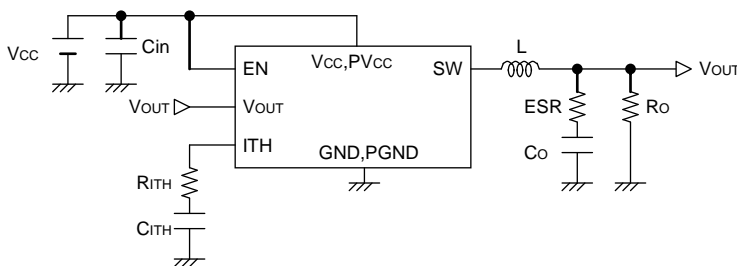 VCC
Cin
EN
VCC,PVCC
SW
L
VOUT
VOUT
VOUT
ESR
RO
ITH
GND,PGND
CO
RITH
CITH